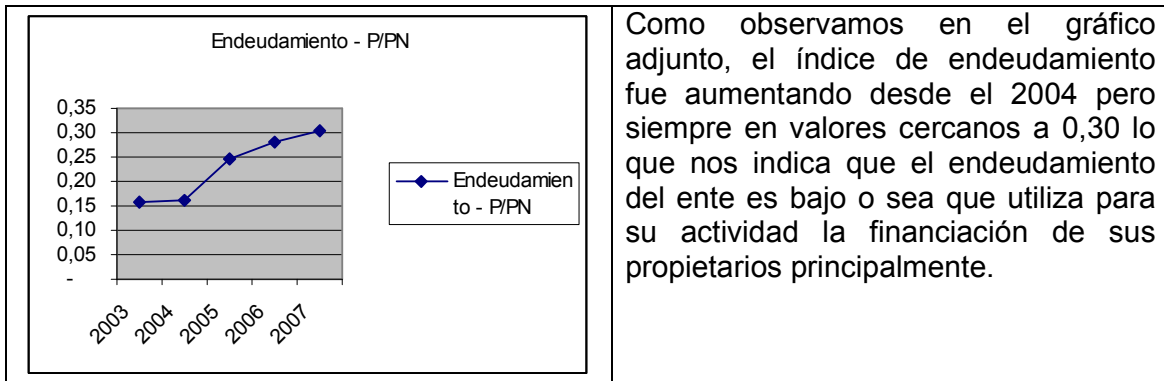 Endeudamiento - P/PN
0,35
0,30
0,25
0,20
0,15
0,10
0,05
-
2003
2004
2005
2006
2007
Endeudamien
to - P/PN
Como observamos en el gráfico
adjunto, el índice de endeudamiento
fue aumentando desde el 2004 pero
siempre en valores cercanos a 0,30 lo
que nos indica que el endeudamiento
del ente es bajo o sea que utiliza para
su actividad la financiación de sus
propietarios principalmente.